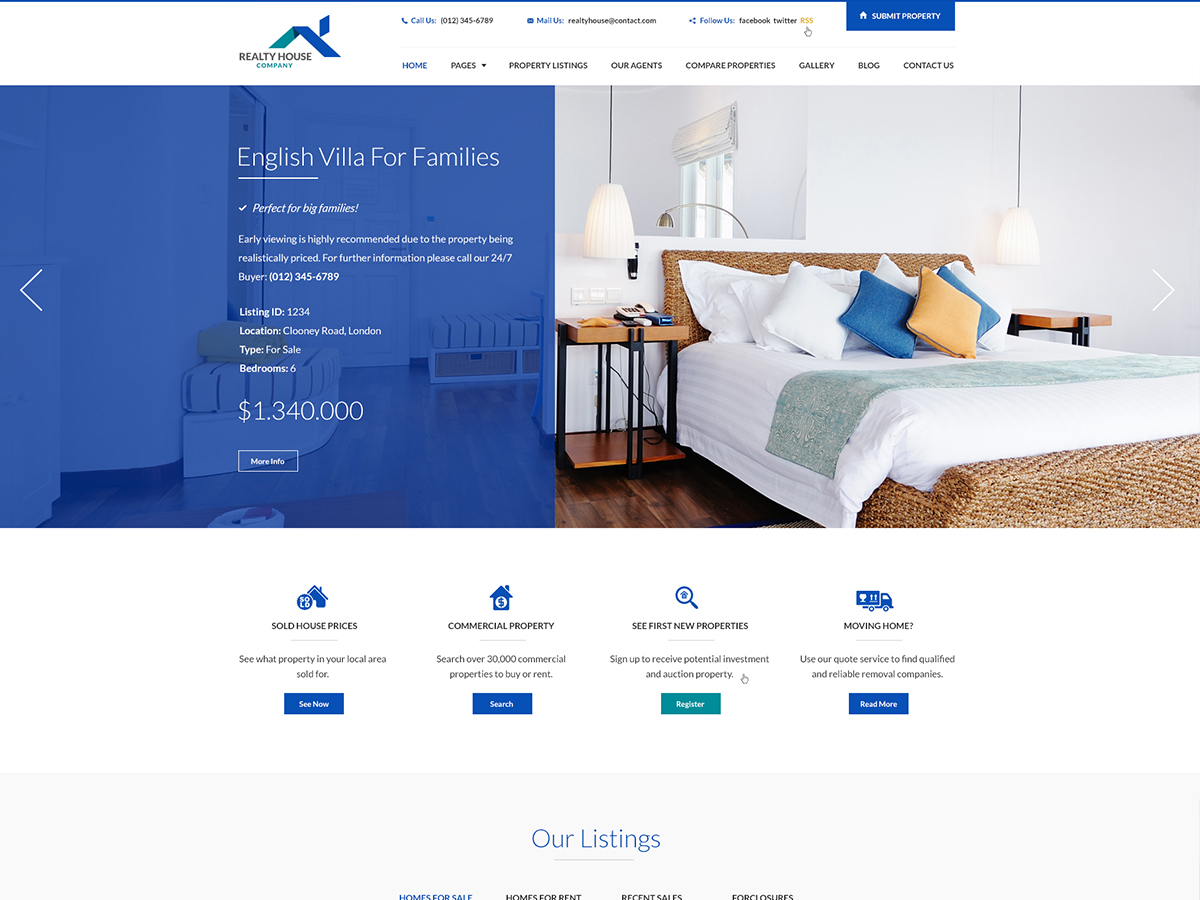 REALTY HOUSE
COMPANY
Call Us: (012) 345-6789
Mail Us: realtyhouse@contact.com
Follow Us: facebook twitter RSS
SUBMIT PROPERTY
HOME PAGES PROPERTY LISTINGS OUR AGENTS COMPARE PROPERTIES GALLERY BLOG CONTACT US
English Villa For Families
Perfect for big families!
Early viewing is highly recommended due to the property being
realistically priced. For further information please call our 24/7
Buyer: (012) 345-6789
Listing ID: 1234
Location: Clooney Road, London
Type: For Sale
Bedrooms: 6
$1.340.000
More Info
SOLD
SOLD HOUSE PRICES
See what property in your local area
sold for.
See Now
$
COMMERCIAL PROPERTY
Search over 30,000 commercial
properties to buy or rent.
Search
SEE FIRST NEW PROPERTIES
Sign up to receive potential investment
and auction property.
Register
MOVING HOME?
Use our quote service to find qualified
and reliable removal companies.
Read More
Our Listings
HOMES FOR SALE HOMES FOR RENT RECENT SALES FORCLOSURES